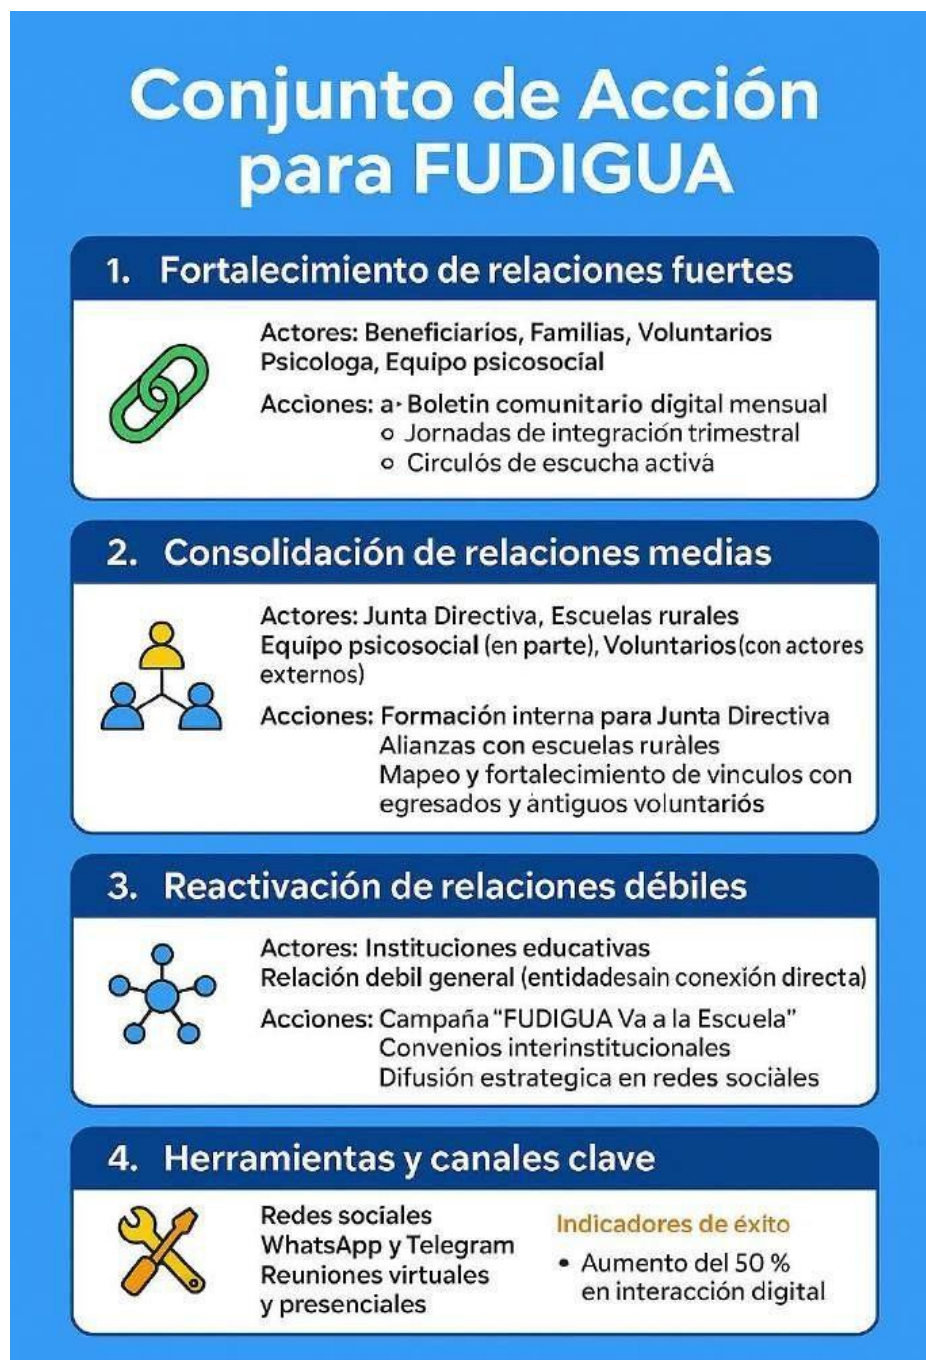 Conjunto de Acción
para FUDIGUA
1. Fortalecimiento de relaciones fuertes
Actores: Beneficiarios, Familias, Voluntarios
Psicologa, Equipo psicosocíal
Acciones: a· Boletin comunitario digital mensual
o Jornadas de integración trimestral
o Circulós de escucha activá
2. Consolidación de relaciones medias
Actores: Junta Directiva, Escuelas rurales
Equipo psicosocial (en parte), Voluntarios(con actores
externos)
Acciones: Formación interna para Junta Directiva
Alianzas con escuelas ruràles
Mapeo y fortalecimiento de vinculos con
egresados y àntiguos voluntariós
3. Reactivación de relaciones débiles
Actores: Instituciones educativas
Relación debil general (entidadesain conexión directa)
Acciones: Campaña “FUDIGUA Va a la Escuela”
Convenios interinstitucionales
Difusión estrategica en redes sociàles
4. Herramientas y canales clave
Redes sociales
WhatsApp y Telegram
Reuniones virtuales
y presenciales
Indicadores de éxito
• Aumento del 50 %
en interacción digital